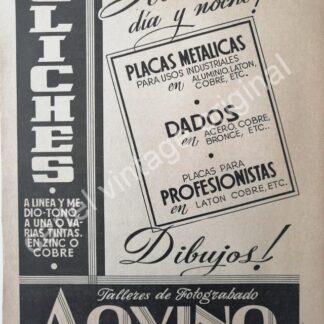 CLICHES
A LINEA Y ME-
DIO-TONO
A UNA O VA-
RIAS TINTAS.
EN ZINC O
COBRE
día y noche!
PLACAS METALICAS
PARA USOS INDUSTRIALES
en ALUMINIO, LATON,
COBRE, ETC.
DADOS
en ACERO, COBRE,
BRONCE, ETC..
PLACAS PARA
PROFESIONISTAS
en LATON COBRE, ETC.
Dibujos!
Talleres de Fotograbado